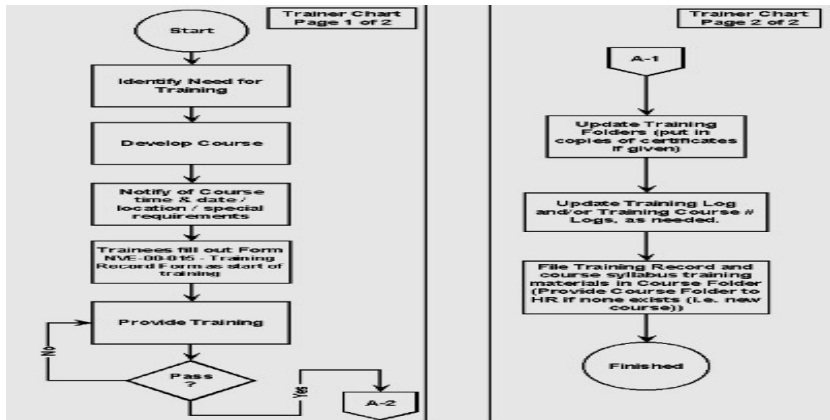 Trainer Chart
Page 1 of 2
Start
Identify Need for
Training
Develop Course
Notify of Course
time & date /
location / special
requirements
Trainees fill out Form
NVE-00-015 - Training
Record Form as start of
training
Provide Training
No
Pass
?
Yes
A-2
Trainer Chart
Page 2 of 2
A-1
Update Training
Folders (put in
copies of certificates
if given)
Update Training Log
and/or Training Course #
Logs, as needed.
File Training Record and
course syllabus training
materials in Course Folder
(Provide Course Folder to
HR if none exists (i.e. new
course))
Finished